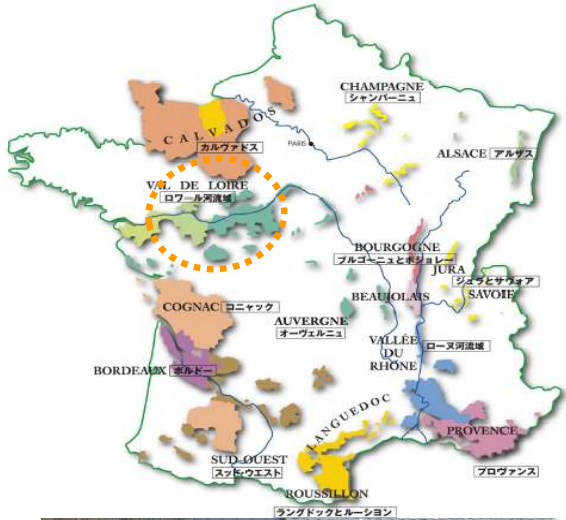 CHAMPAGNE
シャンパーニュ
CALVADOS
カルヴァドス
PARIS
ALSACE アルザス
VAL DE LOIRE
ロワール河流域
BOURGOGNE
ブルゴーニュとボジョレー
JURA
ジュラとサヴォア
SAVOIE
BEAUJOLAIS
COGNAC コニャック
AUVERGNE
オーヴェルニュ
VALLÉE
DU
RHÔNE
ローヌ河流域
BORDEAUX ボルドー
LANGUEDOC
PROVENCE
プロヴァンス
SUD-OUEST
スッド・ウエスト
ROUSSILLON
ラングドックとルーション